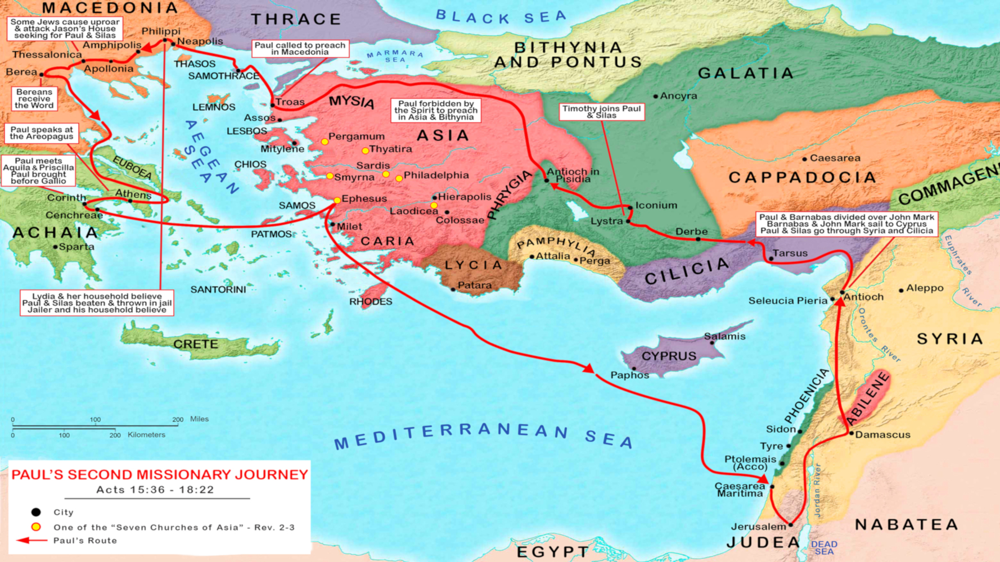 MACEDONIA
THRACE
BLACK SEA
Some Jews cause uproar
& attack Jason's House
seeking for Paul & Silas
Philippi
Neapolis
Amphipolis
Thessalonica
Apollonia
Berea
THASOS
SAMOTHRACE
Paul called to preach
in Macedonia
MARMARA
SEA
BITHYNIA
AND PONTUS
GALATIA
Ancyra
Bereans
receive
the Word
LEMNOS
Troas
Assos
MYSIA
Paul forbidden by
the Spirit to preach
in Asia & Bithynia
Timothy joins Paul
& Silas
Paul speaks at
the Areopagus
AEGEAN
SEA
LESBOS
Mitylene
Pergamum
Thyatira
ASIA
Paul meets
Aquila & Priscilla
Paul brought
before Gallio
EUBOEA
CHIOS
Sardis
Smyrna
Philadelphia
PHRYGIA
Antioch in
Pisidia
Caesarea
CAPPADOCIA
COMMAGENE
Corinth
Athens
Cenchreae
SAMOS
Ephesus
Hierapolis
Laodicea
Colossae
Iconium
Lystra
Derbe
Paul & Barnabas divided over John Mark
Barnabas & John Mark sail to Cyprus
Paul & Silas go through Syria and Cilicia
ACHAIA
Sparta
PATMOS
Milet
CARIA
PAMPHYLIA
Attalia
Perga
LYCIA
Patara
CILICIA
Tarsus
Euphrates
River
SANTORINI
RHODES
Lydia & her household believe
Paul & Silas beaten & thrown in jail
Jailer and his household believe
Seleucia Pieria
Antioch
Aleppo
Orontes River
SYRIA
CRETE
Salamis
CYPRUS
Paphos
PHOENICIA
ABILENE
0 100 200 Miles
0 100 200 Kilometers
MEDITERRANEAN SEA
Sidon
Damascus
Tyre
Ptolemais
(Acco)
Caesarea
Maritima
Jordan River
PAUL'S SECOND MISSIONARY JOURNEY
Acts 15:36 - 18:22
City
One of the “Seven Churches of Asia” - Rev. 2-3
Paul's Route
Jerusalem
JUDEA
DEAD
SEA
NABATEA
EGYPT